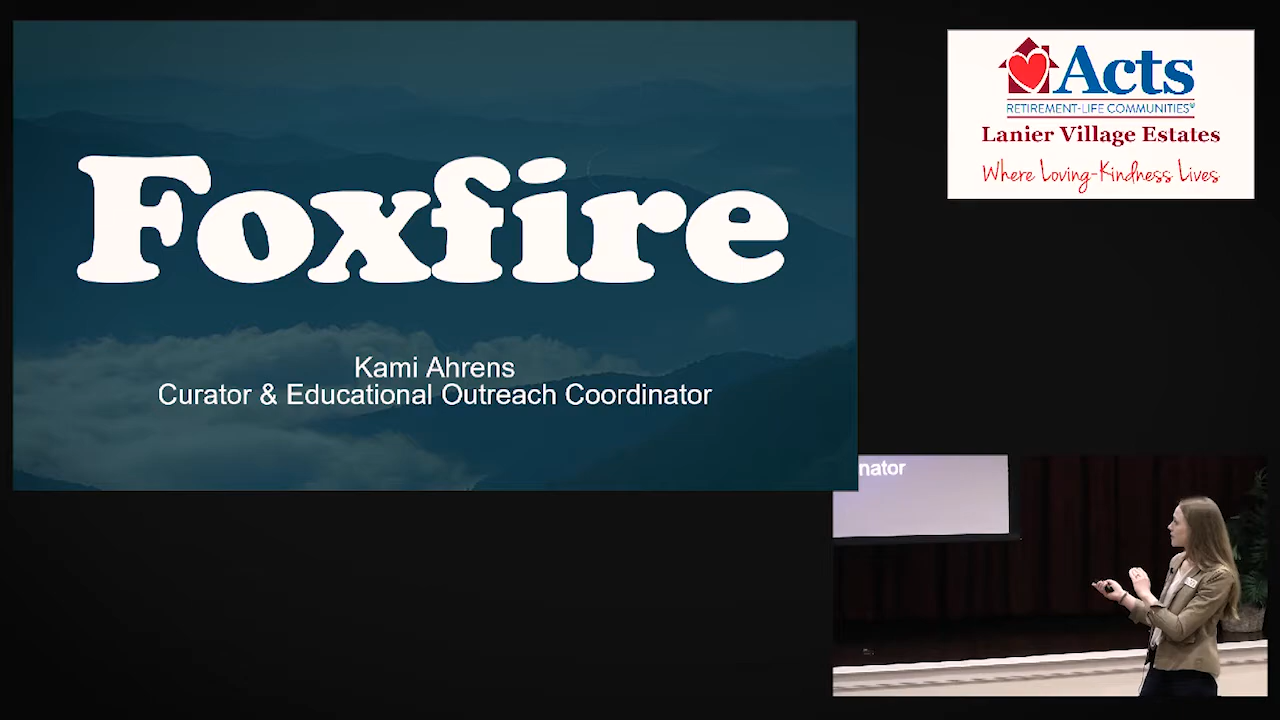 Foxfire
Kami Ahrens
Curator & Educational Outreach Coordinator
Acts
RETIREMENT-LIFE COMMUNITIES®
Lanier Village Estates
Where Loving-Kindness Lives
nator